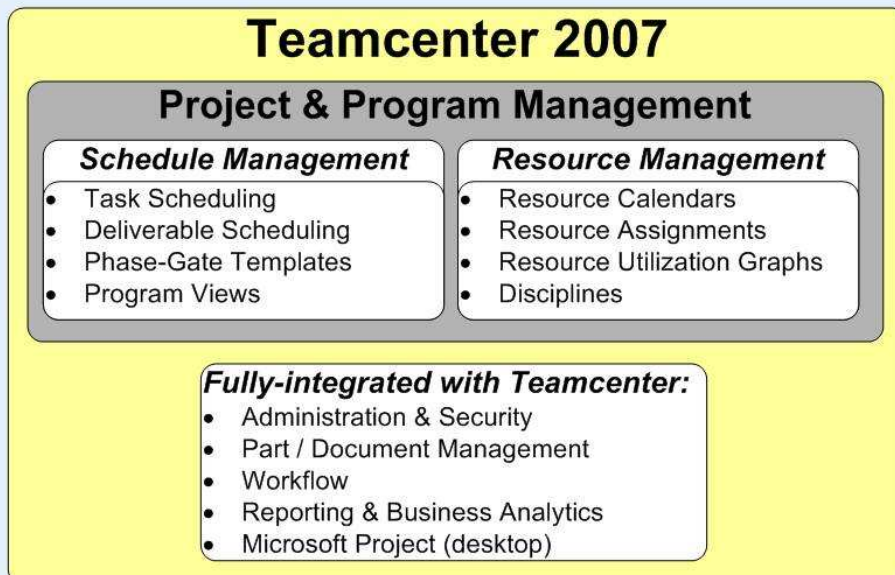 Teamcenter 2007
Project & Program Management
Schedule Management
• Task Scheduling
• Deliverable Scheduling
• Phase-Gate Templates
• Program Views
Resource Management
• Resource Calendars
• Resource Assignments
• Resource Utilization Graphs
• Disciplines
Fully-integrated with Teamcenter:
• Administration & Security
• Part / Document Management
• Workflow
• Reporting & Business Analytics
• Microsoft Project (desktop)